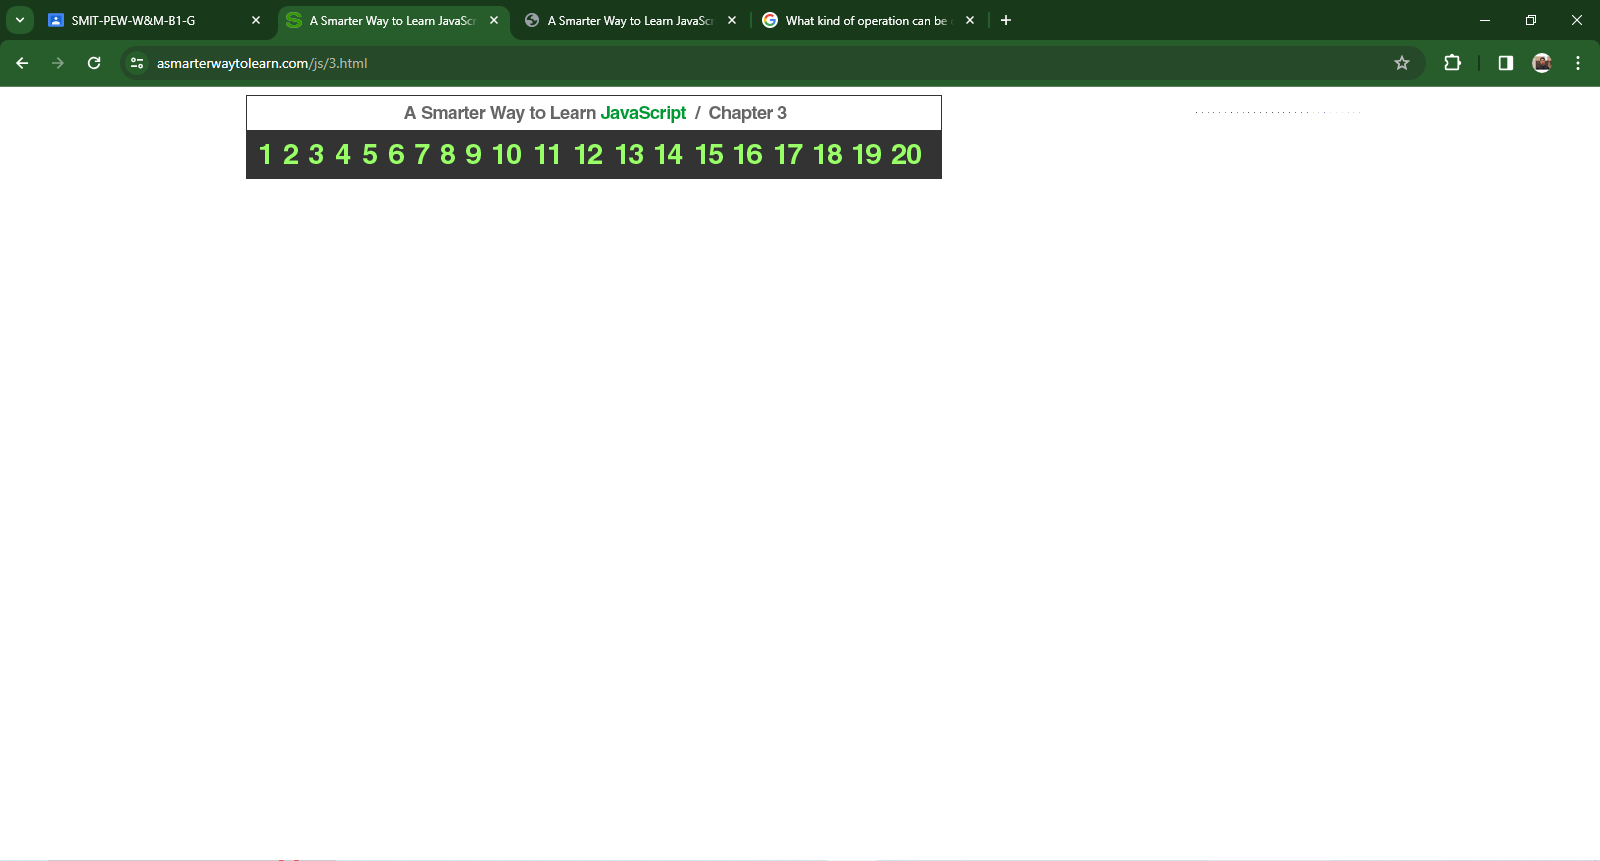 SMIT-PEW-W&M-B1-G
A Smarter Way to Learn JavaSc
A Smarter Way to Learn JavaSc
What kind of operation can be
asmarterwaytolearn.com/js/3.html
A Smarter Way to Learn JavaScript / Chapter 3
1 2 3 4 5 6 7 8 9 10 11 12 13 14 15 16 17 18 19 20